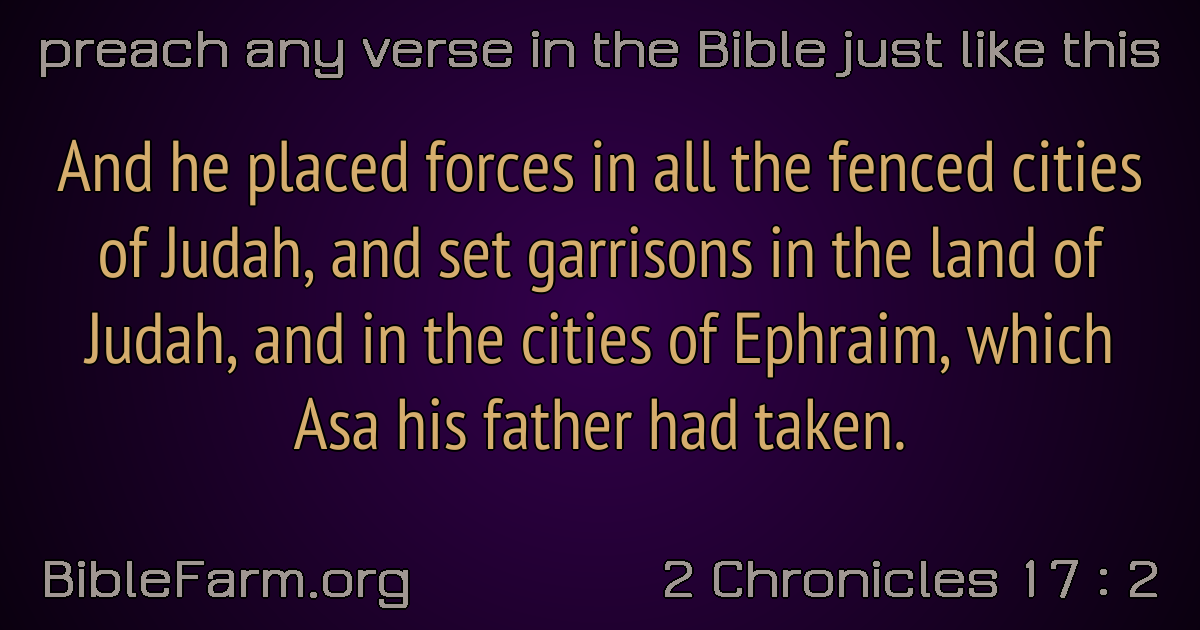 preach any verse in the Bible just like this
And he placed forces in all the fenced cities
of Judah, and set garrisons in the land of
Judah, and in the cities of Ephraim, which
Asa his father had taken.
BibleFarm.org
2 Chronicles 17 : 2